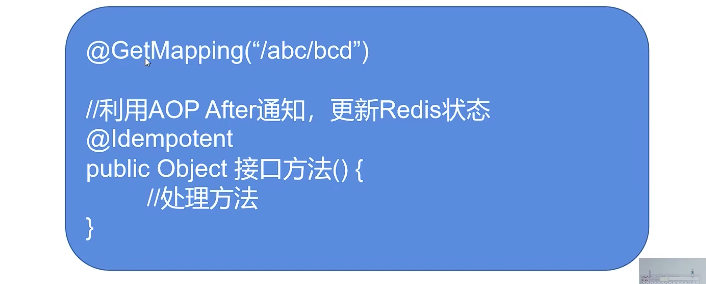 @GetMapping(“/abc/bcd”)
//利用AOP After通知，更新Redis状态
@Idempotent
public Object 接口方法() {
//处理方法
}